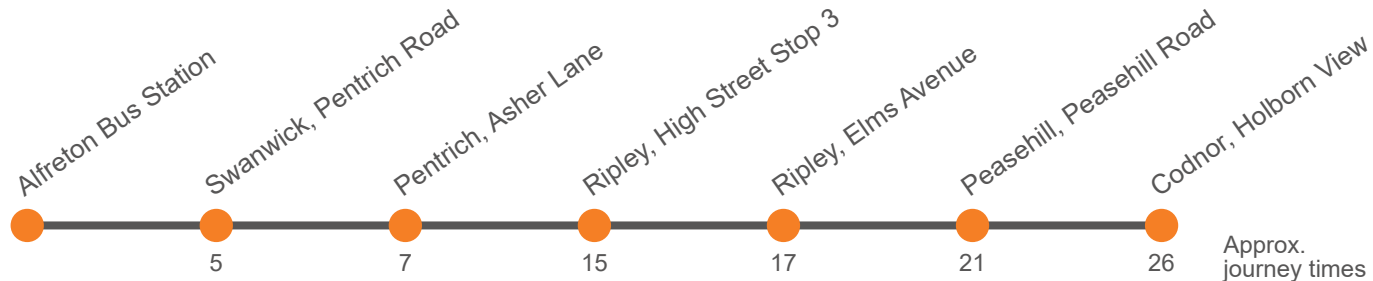 Alfreton Bus Station
Swanwick, Pentrich Road
Pentrich, Asher Lane
Ripley, High Street Stop 3
Ripley, Elms Avenue
Peasehill, Peasehill Road
Codnor, Holborn View
5
7
15
17
21
26
Approx.
journey times